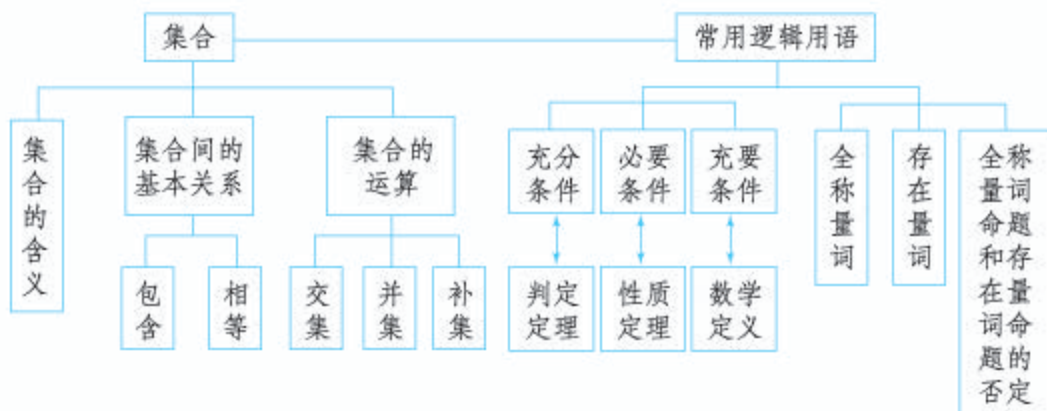 集合
常用逻辑用语
集合的含义
集合间的
基本关系
集合的
运算
充分
条件
必要
条件
充要
条件
全称量词
存在量词
全称
量词
命题
和存
在量
词命
题的
否定
包含
相等
交集
并集
补集
判定
定理
性质
定理
数学
定义